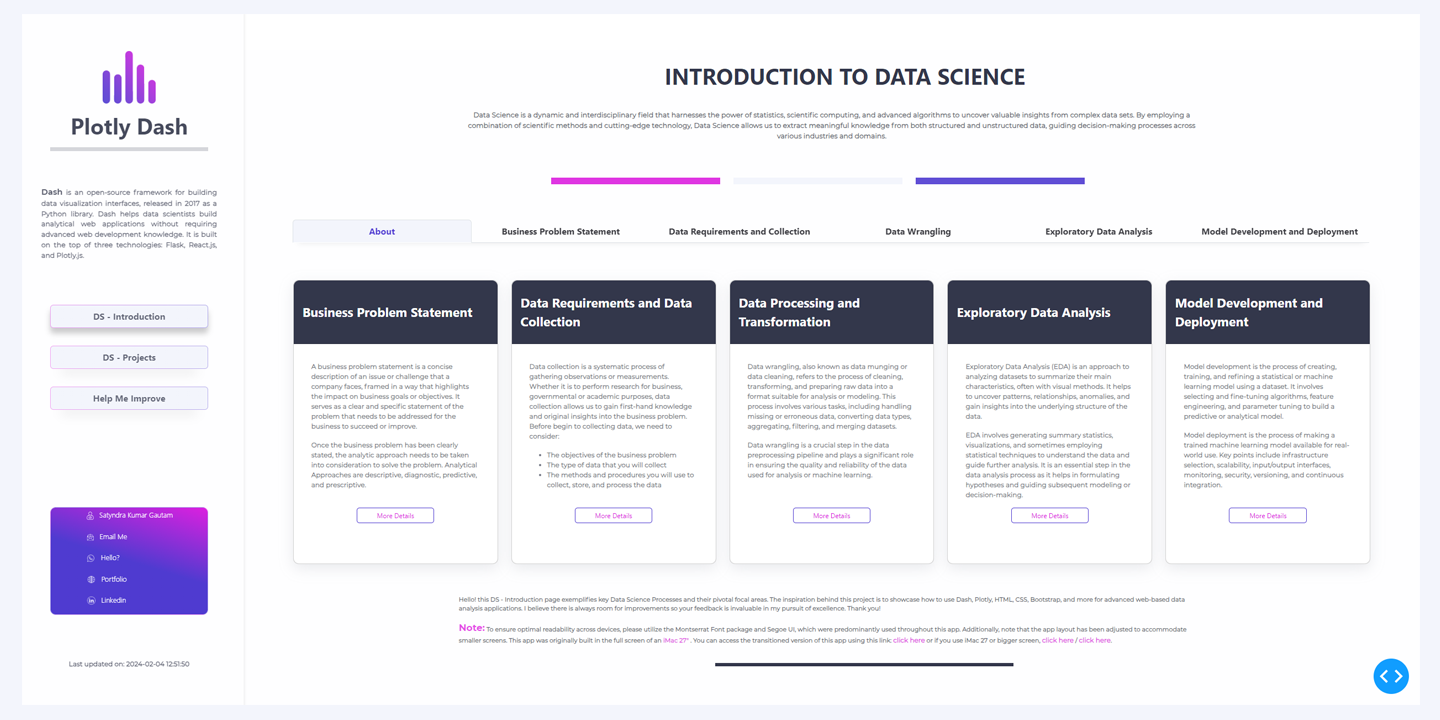 Plotly Dash
Dash is an open-source framework for building
data visualization interfaces, released in 2017 as a
Python library. Dash helps data scientists build
analytical web applications without requiring
advanced web development knowledge. It is built
on the top of three technologies: Flask, React.js,
and Plotly.js.
DS - Introduction
DS - Projects
Help Me Improve
Satyndra Kumar Gautam
Email Me
Hello?
Portfolio
Linkedin
Last updated on: 2024-02-04 12:51:50
INTRODUCTION TO DATA SCIENCE
Data Science is a dynamic and interdisciplinary field that harnesses the power of statistics, scientific computing, and advanced algorithms to uncover valuable insights from complex data sets. By employing a
combination of scientific methods and cutting-edge technology, Data Science allows us to extract meaningful knowledge from both structured and unstructured data, guiding decision-making processes across
various industries and domains.
About
Business Problem Statement
Data Requirements and Collection
Data Wrangling
Exploratory Data Analysis
Model Development and Deployment
Business Problem Statement
A business problem statement is a concise
description of an issue or challenge that a
company faces, framed in a way that highlights
the impact on business goals or objectives. It
serves as a clear and specific statement of the
problem that needs to be addressed for the
business to succeed or improve.
Once the business problem has been clearly
stated, the analytic approach needs to be taken
into consideration to solve the problem. Analytical
Approaches are descriptive, diagnostic, predictive,
and prescriptive.
More Details
Data Requirements and Data
Collection
Data collection is a systematic process of
gathering observations or measurements.
Whether it is to perform research for business,
governmental or academic purposes, data
collection allows us to gain first-hand knowledge
and original insights into the business problem.
Before begin to collecting data, we need to
consider:
• The objectives of the business problem
• The type of data that you will collect
• The methods and procedures you will use to
collect, store, and process the data
More Details
Data Processing and
Transformation
Data wrangling, also known as data munging or
data cleaning, refers to the process of cleaning,
transforming, and preparing raw data into a
format suitable for analysis or modeling. This
process involves various tasks, including handling
missing or erroneous data, converting data types,
aggregating, filtering, and merging datasets.
Data wrangling is a crucial step in the data
preprocessing pipeline and plays a significant role
in ensuring the quality and reliability of the data
used for analysis or machine learning.
More Details
Exploratory Data Analysis
Exploratory Data Analysis (EDA) is an approach to
analyzing datasets to summarize their main
characteristics, often with visual methods. It helps
to uncover patterns, relationships, anomalies, and
gain insights into the underlying structure of the
data.
EDA involves generating summary statistics,
visualizations, and sometimes employing
statistical techniques to understand the data and
guide further analysis. It is an essential step in the
data analysis process as it helps in formulating
hypotheses and guiding subsequent modeling or
decision-making.
More Details
Model Development and
Deployment
Model development is the process of creating,
training, and refining a statistical or machine
learning model using a dataset. It involves
selecting and fine-tuning algorithms, feature
engineering, and parameter tuning to build a
predictive or analytical model.
Model deployment is the process of making a
trained machine learning model available for real-
world use. Key points include infrastructure
selection, scalability, input/output interfaces,
monitoring, security, versioning, and continuous
integration.
More Details
Hello! this DS - Introduction page exemplifies key Data Science Processes and their pivotal focal areas. The inspiration behind this project is to showcase how to use Dash, Plotly, HTML, CSS, Bootstrap, and more for advanced web-based data
analysis applications. I believe there is always room for improvements so your feedback is invaluable in my pursuit of excellence. Thank you!
Note: To ensure optimal readability across devices, please utilize the Montserrat Font package and Segoe UI, which were predominantly used throughout this app. Additionally, note that the app layout has been adjusted to accommodate
smaller screens. This app was originally built in the full screen of an iMac 27" . You can access the transitioned version of this app using this link: click here or if you use iMac 27 or bigger screen, click here / click here.